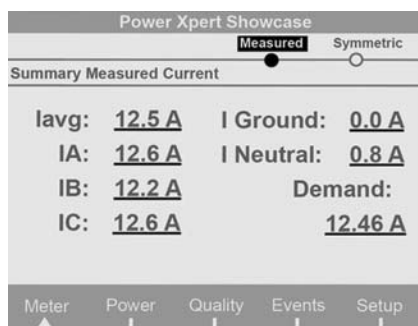 Power Xpert Showcase
Measured Symmetric
Summary Measured Current
Iavg: 12.5 A I Ground: 0.0 A
IA: 12.6 A I Neutral: 0.8 A
IB: 12.2 A Demand:
IC: 12.6 A 12.46 A
Meter Power Quality Events Setup